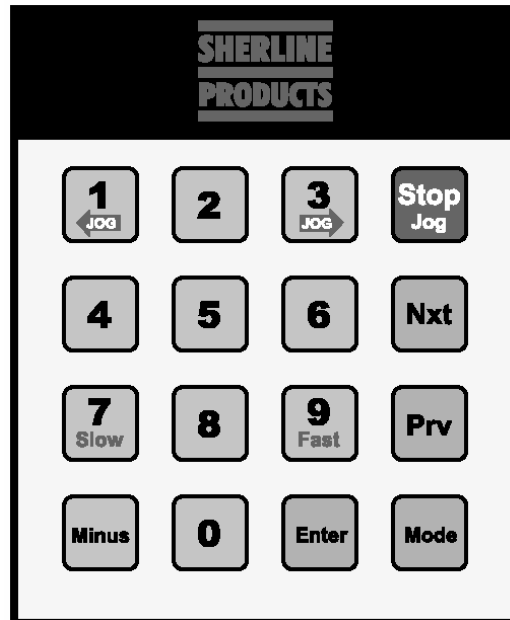 SHERLINE
PRODUCTS
1
JOG
2
3
JOG
Stop
Jog
4
5
6
Nxt
7
Slow
8
9
Fast
Prv
Minus
0
Enter
Mode